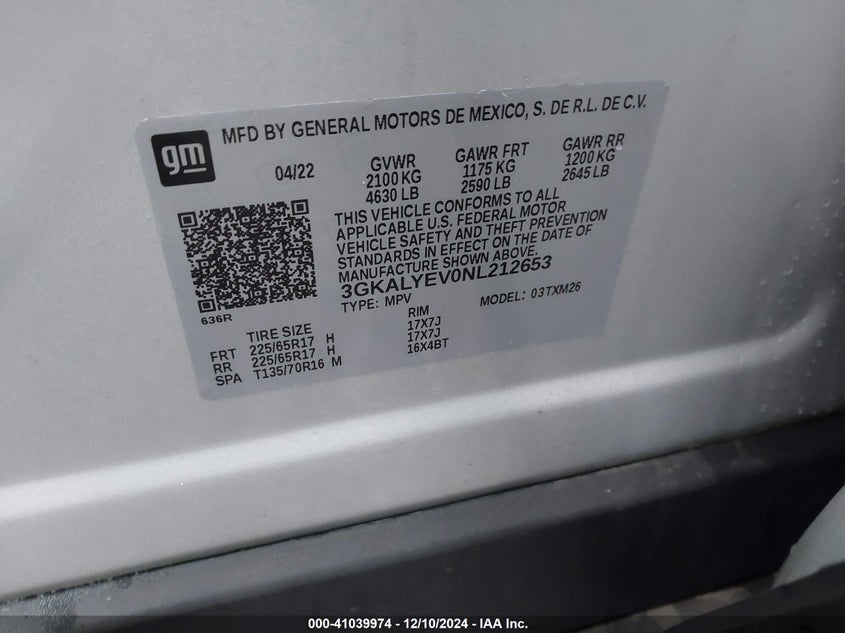 gm
MFD BY GENERAL MOTORS DE MEXICO, S. DE R.L. DE C.V.
04/22
GVWR GAWR FRT GAWR RR
2100 KG 1175 KG 1200 KG
4630 LB 2590 LB 2645 LB
THIS VEHICLE CONFORMS TO ALL
APPLICABLE U.S. FEDERAL MOTOR
VEHICLE SAFETY AND THEFT PREVENTION
STANDARDS IN EFFECT ON THE DATE OF
MANUFACTURE SHOWN ABOVE.
3GKALYEV0NL212653
TYPE: MPV MODEL: 03TXM26
636R
TIRE SIZE RIM
FRT 225/65R17 H 17X7J
RR 225/65R17 H 17X7J
SPA T135/70R16 M 16X4BT
000-41039974 - 12/10/2024 - IAA Inc.